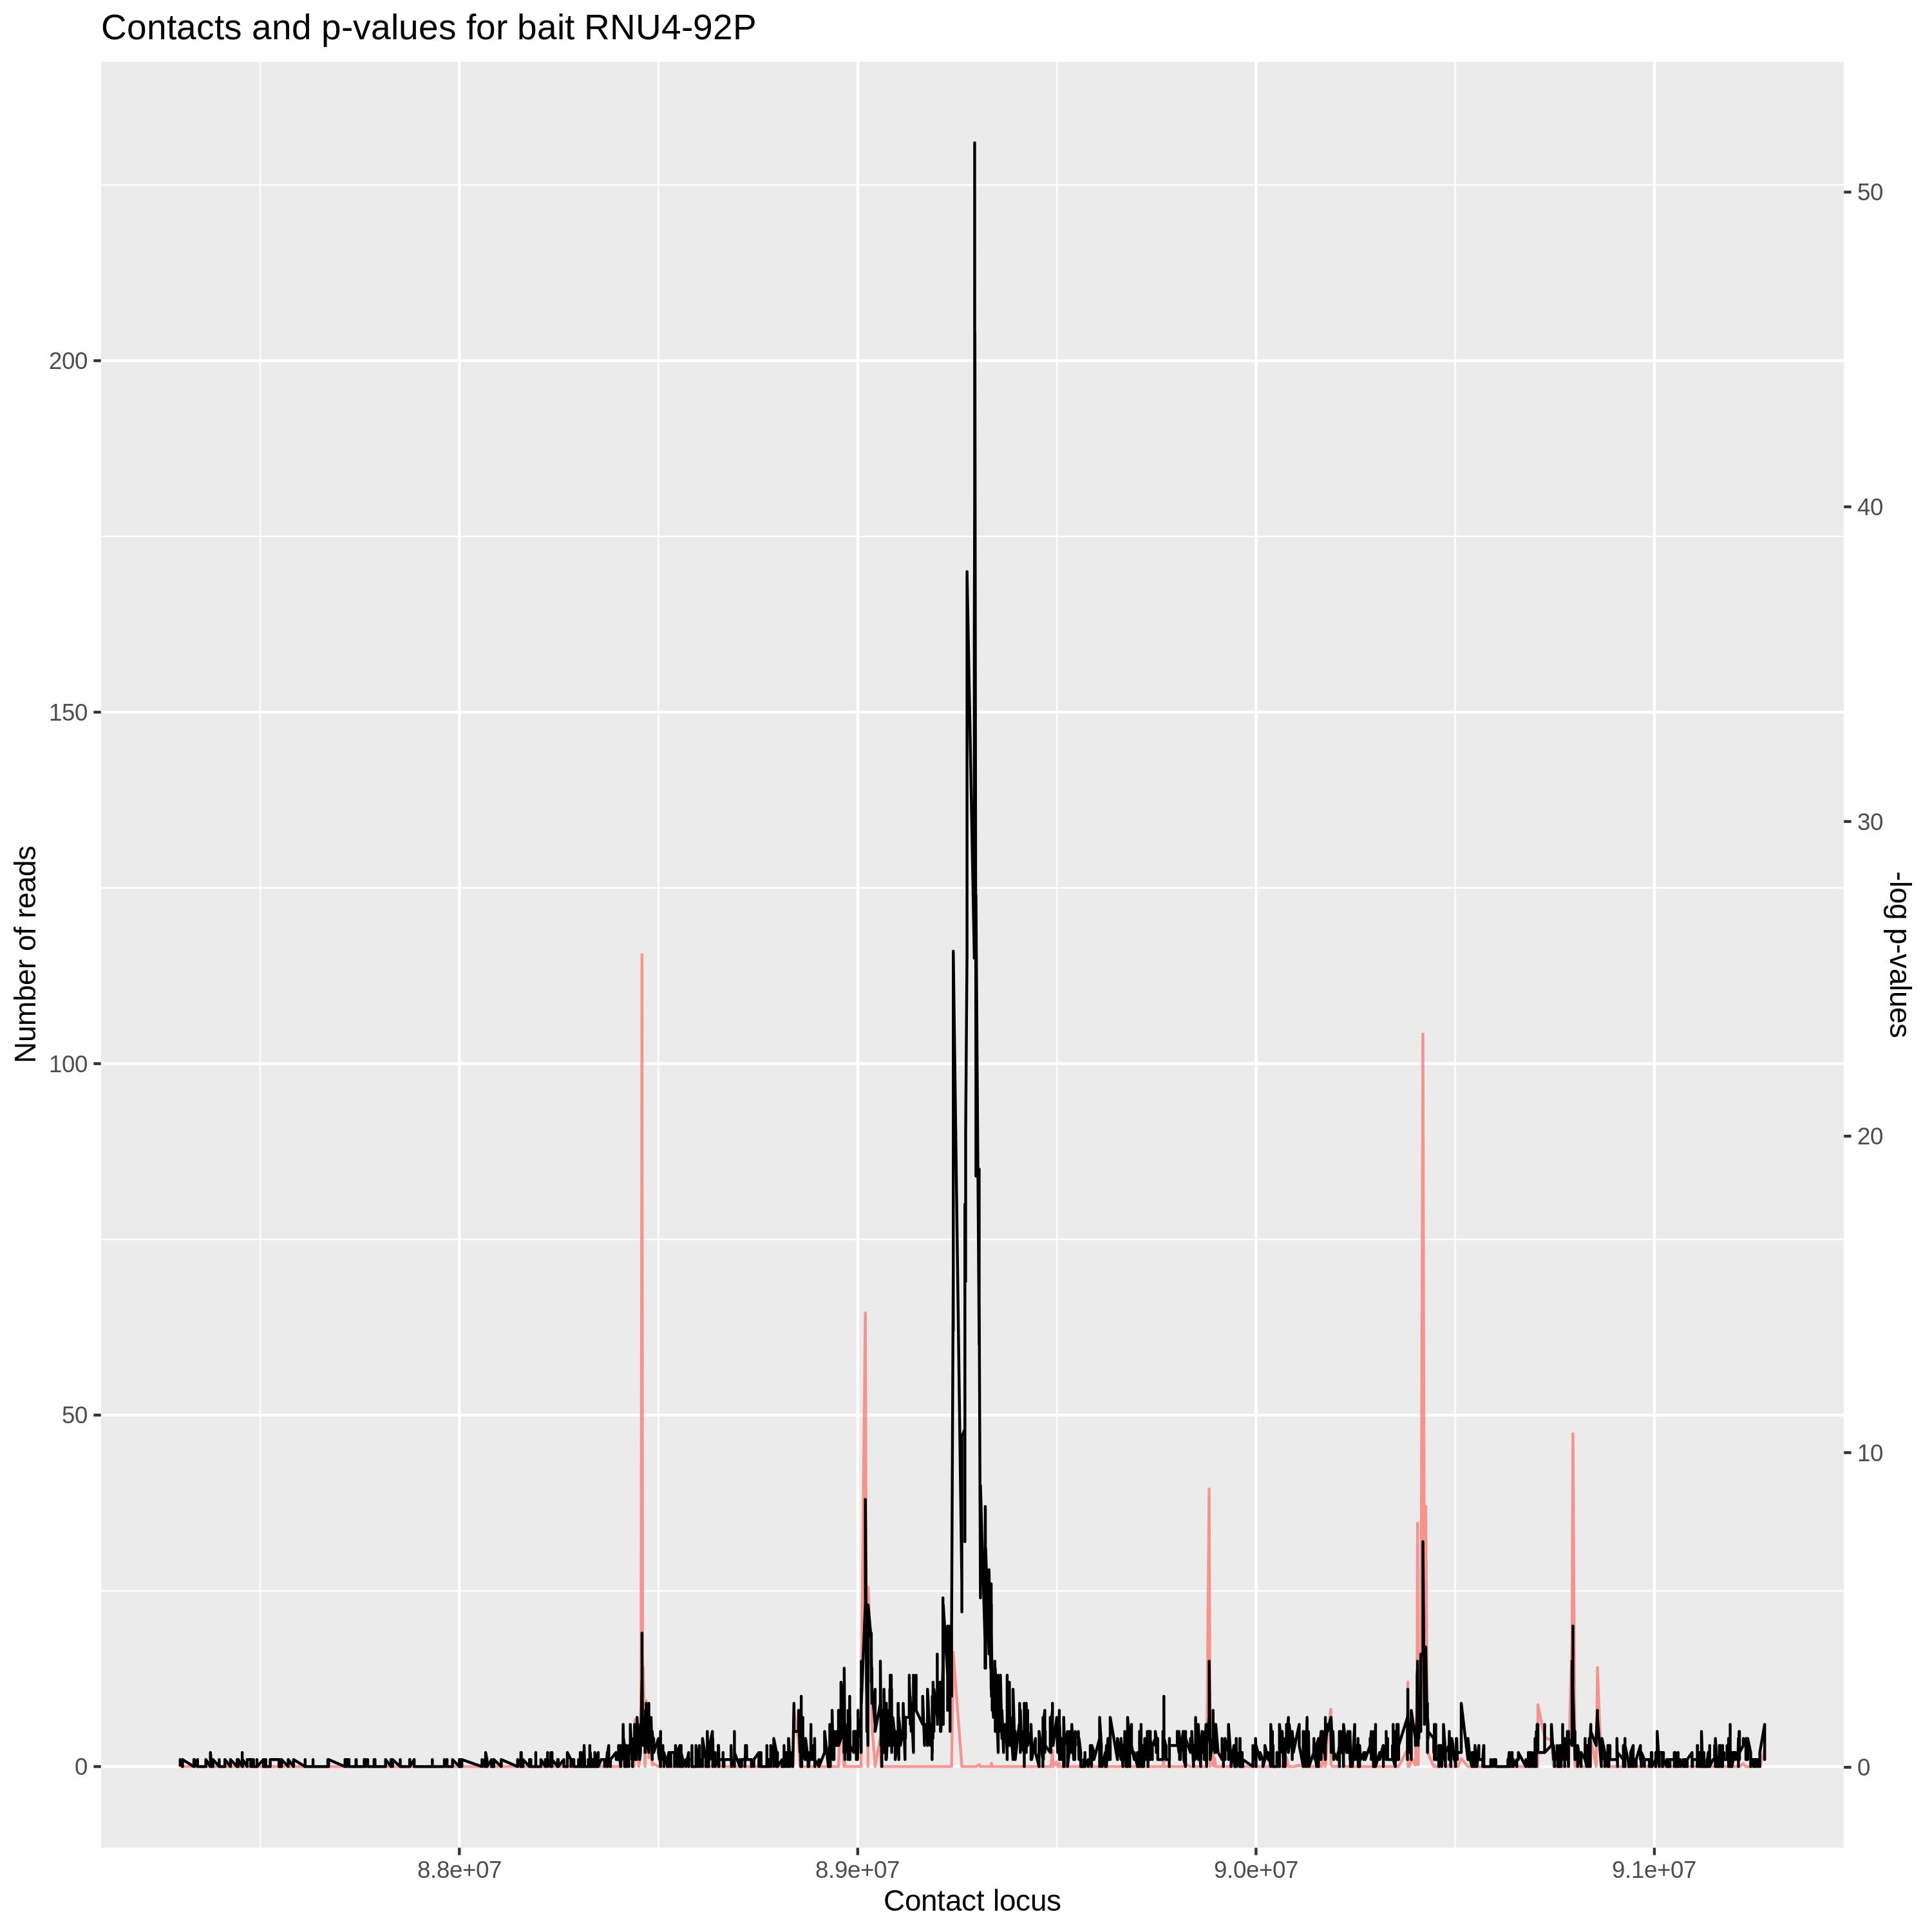 Contacts and p-values for bait RNU4-92P
Number of reads
200
150
100
50
0
50
40
30
20
10
0
-log p-values
8.8e+07
8.9e+07
9.0e+07
9.1e+07
Contact locus